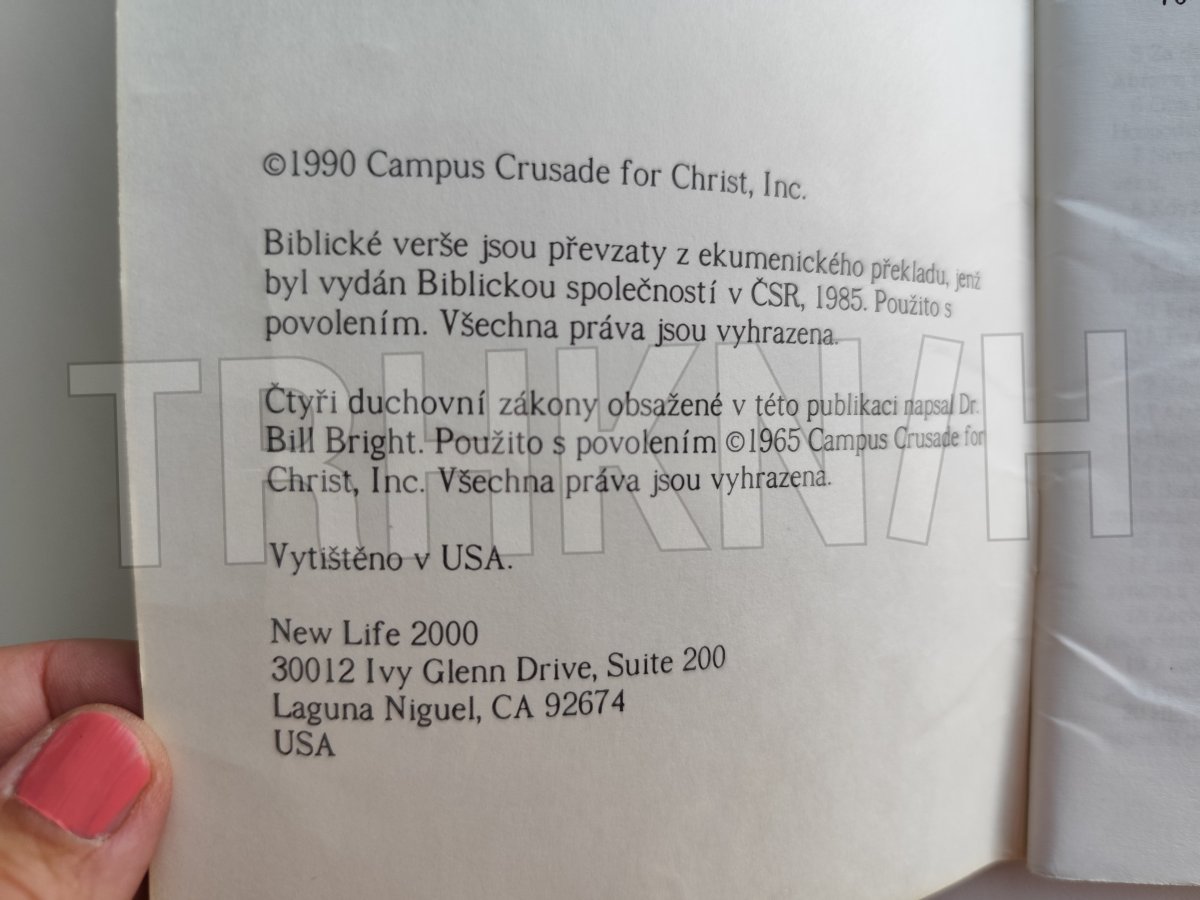 ©1990 Campus Crusade for Christ, Inc.
Biblické verše jsou převzaty z ekumenického překladu, jenž
byl vydán Biblickou společností v ČSR, 1985. Použito s
povolením. Všechna práva jsou vyhrazena.
Čtyři duchovní zákony obsažené v této publikaci napsal Dr.
Bill Bright. Použito s povolením ©1965 Campus Crusade for
Christ, Inc. Všechna práva jsou vyhrazena.
Vytištěno v USA.
New Life 2000
30012 Ivy Glenn Drive, Suite 200
Laguna Niguel, CA 92674
USA
TRHKN/H